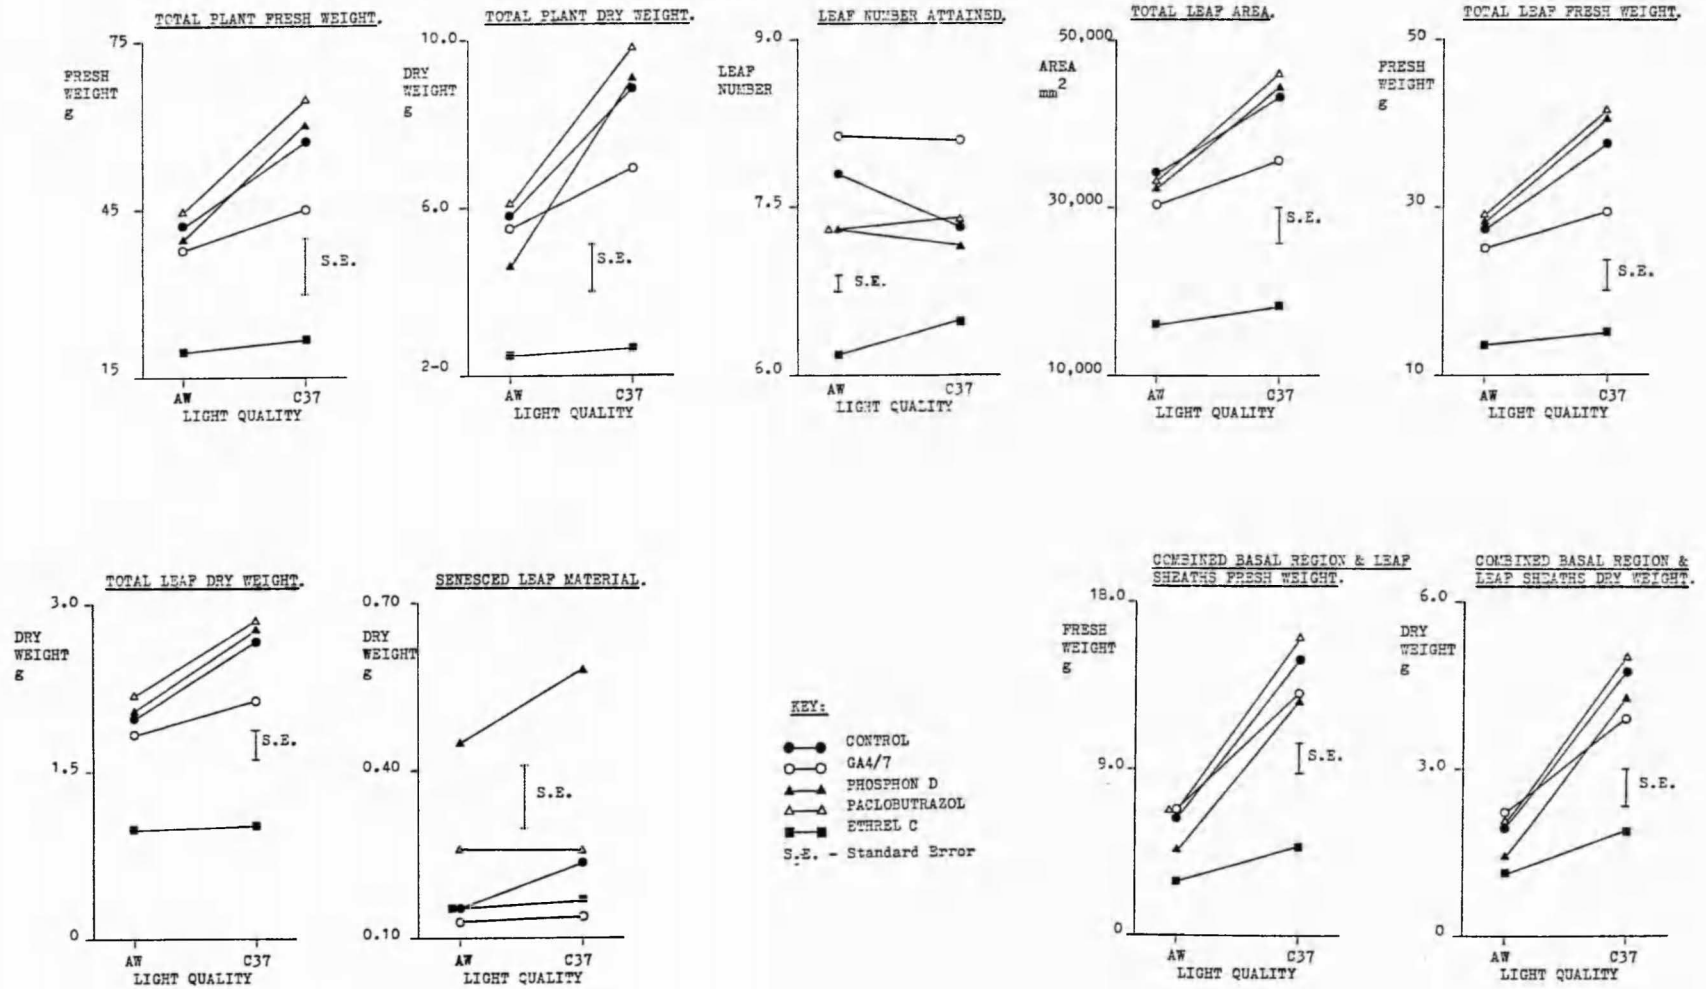 TOTAL PLANT FRESH WEIGHT.
75
FRESH
WEIGHT
g
45
S.E.
15
AW C37
LIGHT QUALITY
TOTAL PLANT DRY WEIGHT.
10.0
DRY
WEIGHT
g
6.0
S.E.
2-0
AW C37
LIGHT QUALITY
LEAF NUMBER ATTAINED.
9.0
LEAF
NUMBER
7.5
S.E.
6.0
AW C37
LIGHT QUALITY
TOTAL LEAF AREA.
50,000
AREA
mm2
30,000
S.E.
10,000
AW C37
LIGHT QUALITY
TOTAL LEAF FRESH WEIGHT.
50
FRESH
WEIGHT
g
30
S.E.
10
AW C37
LIGHT QUALITY
TOTAL LEAF DRY WEIGHT.
3.0
DRY
WEIGHT
g
1.5
S.E.
0
AW C37
LIGHT QUALITY
SENESCED LEAF MATERIAL.
0.70
DRY
WEIGHT
g
0.40
S.E.
0.10
AW C37
LIGHT QUALITY
KEY:
CONTROL
GA4/7
PHOSPHON D
PACLOBUTRAZOL
ETHREL C
S.E. - Standard Error
COMBINED BASAL REGION & LEAF
SHEATHS FRESH WEIGHT.
18.0
FRESH
WEIGHT
g
9.0
S.E.
0
AW C37
LIGHT QUALITY
COMBINED BASAL REGION &
LEAF SHEATHS DRY WEIGHT.
6.0
DRY
WEIGHT
g
3.0
S.E.
0
AW C37
LIGHT QUALITY